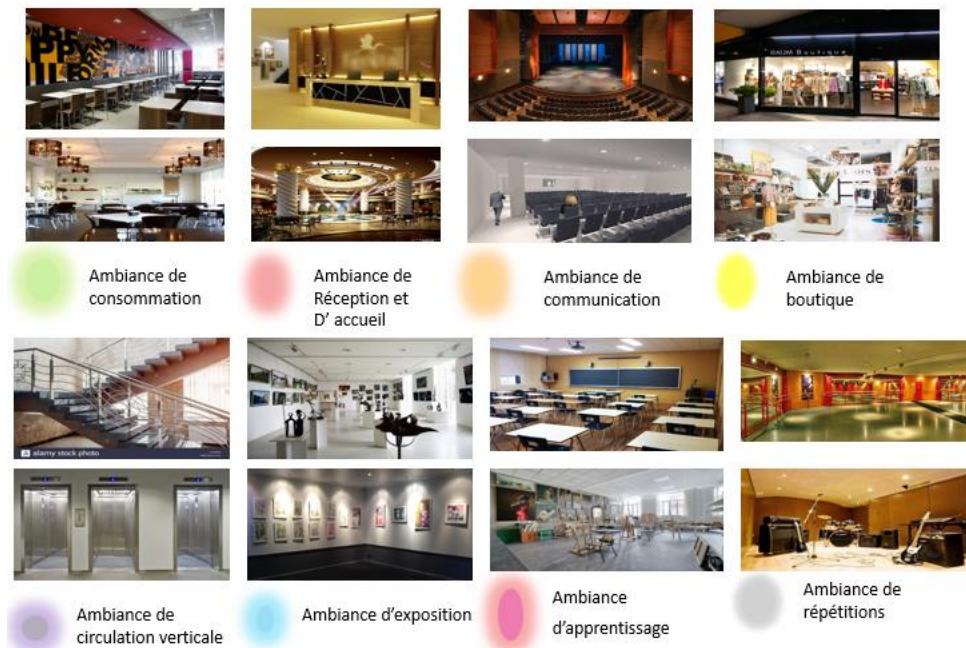 Boutique
Ambiance de
consommation
Ambiance de
Réception et
D’ accueil
Ambiance de
communication
Ambiance de
boutique
alamy stock photo
Ambiance de
circulation verticale
Ambiance d’exposition
Ambiance
d’apprentissage
Ambiance de
répétitions